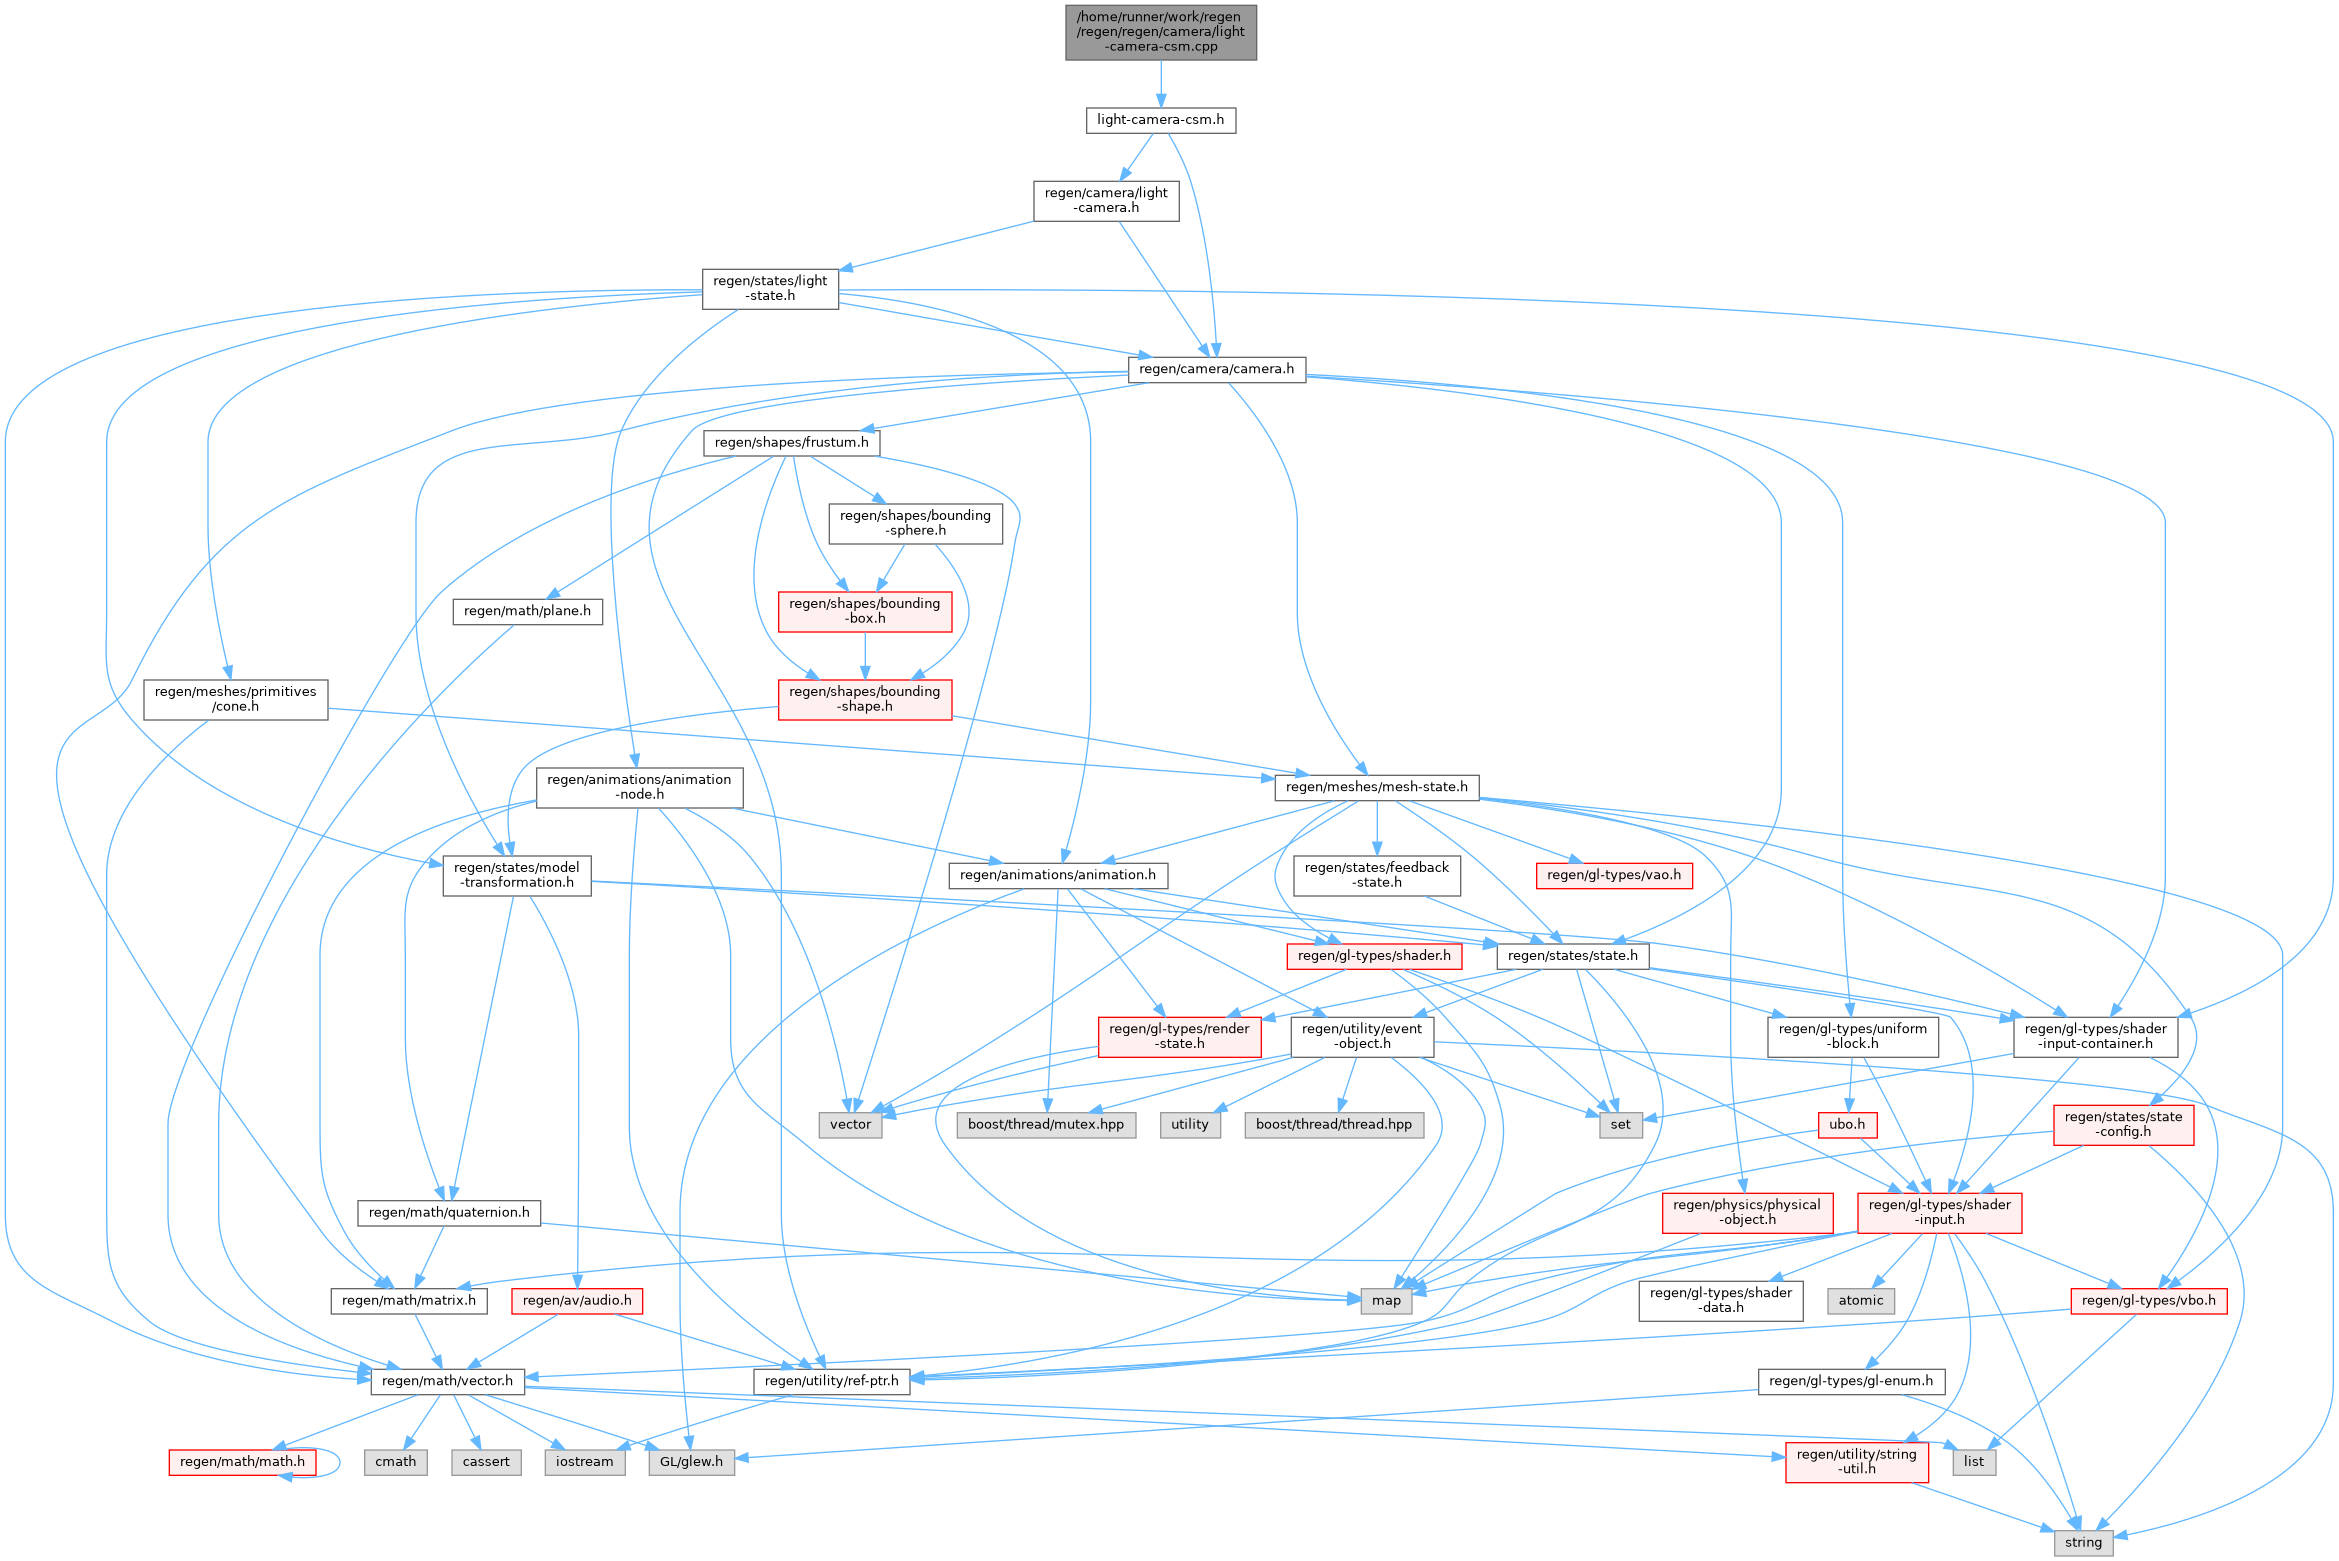 /home/runner/work/regen
/regen/regen/camera/light
-camera-csm.cpp
light-camera-csm.h
regen/camera/light
-camera.h
regen/states/light
-state.h
regen/camera/camera.h
regen/shapes/frustum.h
regen/shapes/bounding
-sphere.h
regen/math/plane.h
regen/shapes/bounding
-box.h
regen/meshes/primitives
/cone.h
regen/shapes/bounding
-shape.h
regen/animations/animation
-node.h
regen/meshes/mesh-state.h
regen/states/model
-transformation.h
regen/animations/animation.h
regen/states/feedback
-state.h
regen/gl-types/vao.h
regen/gl-types/shader.h
regen/states/state.h
regen/gl-types/render
-state.h
regen/utility/event
-object.h
regen/gl-types/uniform
-block.h
regen/gl-types/shader
-input-container.h
vector
boost/thread/mutex.hpp
utility
boost/thread/thread.hpp
set
ubo.h
regen/states/state
-config.h
regen/math/quaternion.h
regen/physics/physical
-object.h
regen/gl-types/shader
-input.h
regen/math/matrix.h
regen/av/audio.h
map
regen/gl-types/shader
-data.h
atomic
regen/gl-types/vbo.h
regen/math/vector.h
regen/utility/ref-ptr.h
regen/gl-types/gl-enum.h
regen/math/math.h
cmath
cassert
iostream
GL/glew.h
regen/utility/string
-util.h
list
string